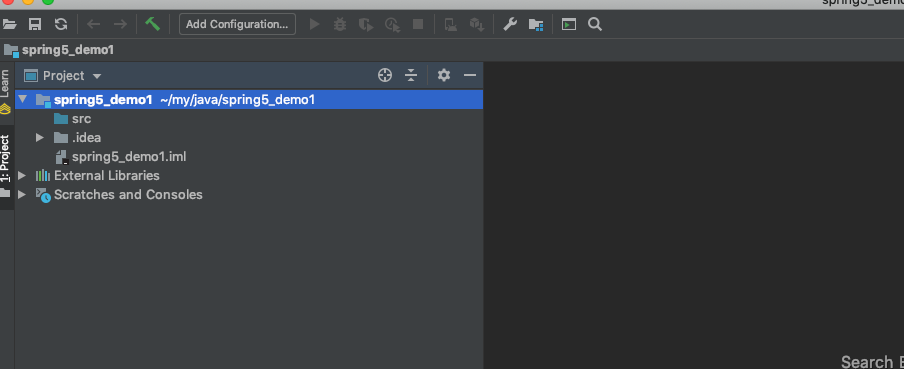 spring5_demo
Add Configuration...
spring5_demo1
Learn
1: Project
Project
spring5_demo1 ~/my/java/spring5_demo1
src
.idea
spring5_demo1.iml
External Libraries
Scratches and Consoles
Search